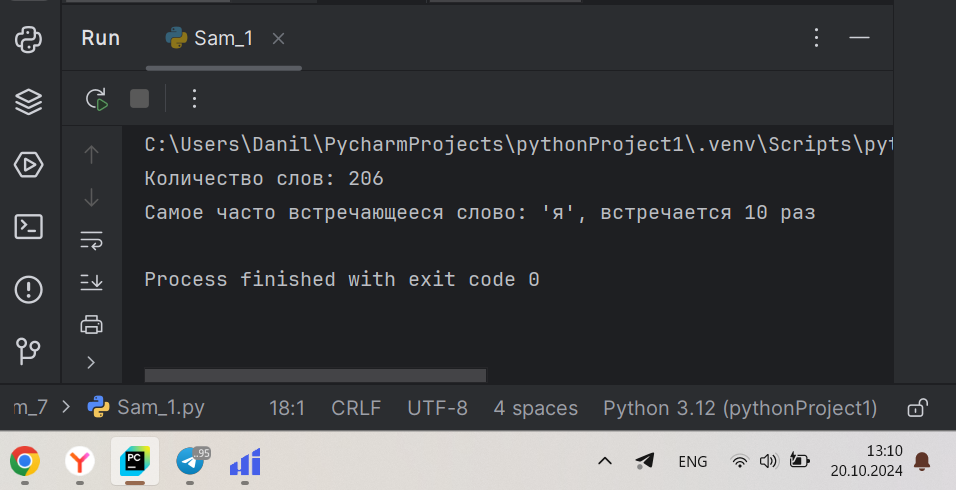 Run Sam_1
C:\Users\Danil\PycharmProjects\pythonProject1\.venv\Scripts\pyt
Количество слов: 206
Самое часто встречающееся слово: 'я', встречается 10 раз
Process finished with exit code 0
m_7 > Sam_1.py 18:1 CRLF UTF-8 4 spaces Python 3.12 (pythonProject1)
PC 95 ENG 13:10
20.10.2024